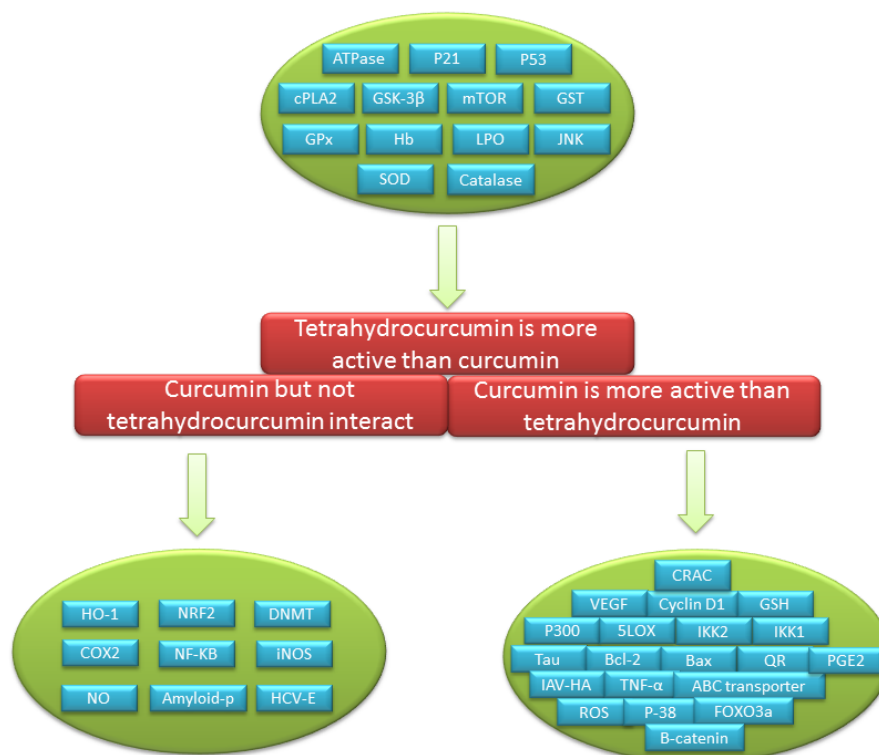 ATPase P21 P53
cPLA2 GSK-3β mTOR GST
GPx Hb LPO JNK
SOD Catalase
Tetrahydrocurcumin is more
active than curcumin
Curcumin but not
tetrahydrocurcumin interact
Curcumin is more active than
tetrahydrocurcumin
HO-1 NRF2 DNMT
COX2 NF-KB iNOS
NO Amyloid-p HCV-E
CRAC
VEGF Cyclin D1 GSH
P300 5LOX IKK2 IKK1
Tau Bcl-2 Bax QR PGE2
IAV-HA TNF-α ABC transporter
ROS P-38 FOXO3a
B-catenin